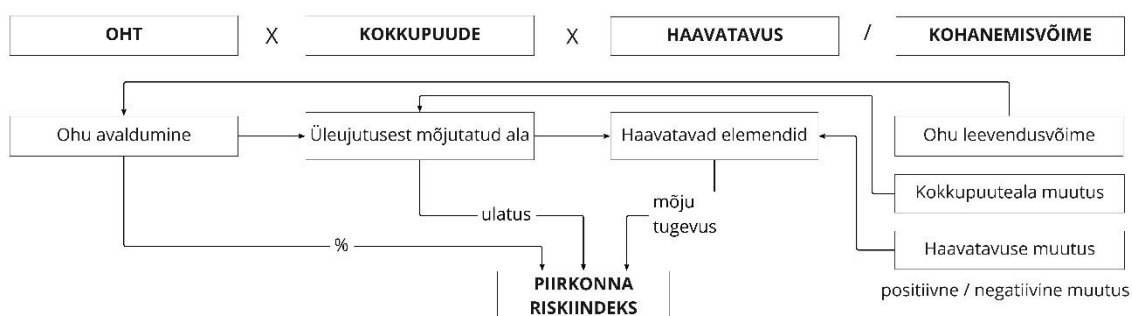 OHT X KOKKUPUUDE X HAAVATAVUS / KOHANEMISVÕIME
Ohu avaldumine Üleujutusest mõjutatud ala Haavatavad elemendid Ohu leevendusvõime
Kokkupuuteala muutus
ulatus
mõju
tugevus
%
Haavatavuse muutus
PIIRKONNA
RISKIINDEKS
positiivne / negatiivine muutus